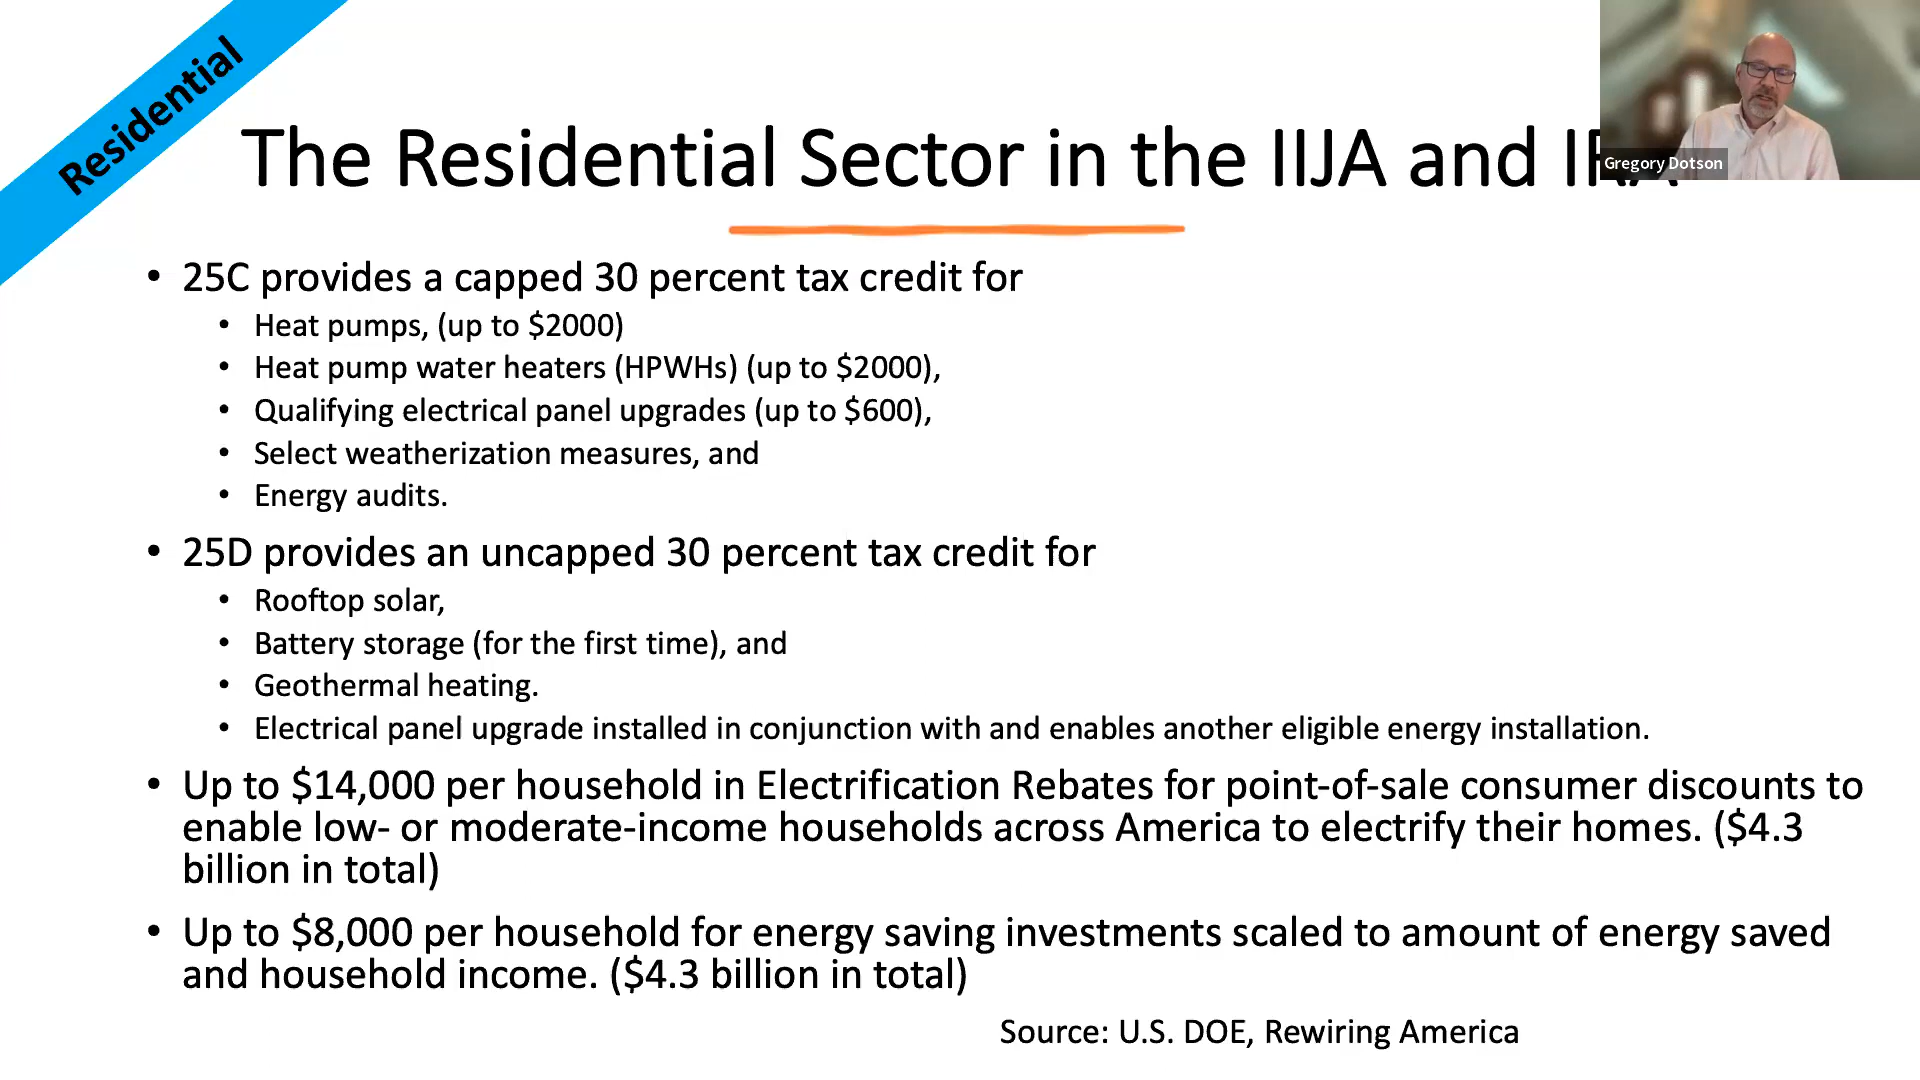 Residential
The Residential Sector in the IIJA and IRA
Gregory Dotson
• 25C provides a capped 30 percent tax credit for
• Heat pumps, (up to $2000)
• Heat pump water heaters (HPWHs) (up to $2000),
• Qualifying electrical panel upgrades (up to $600),
• Select weatherization measures, and
• Energy audits.
• 25D provides an uncapped 30 percent tax credit for
• Rooftop solar,
• Battery storage (for the first time), and
• Geothermal heating.
• Electrical panel upgrade installed in conjunction with and enables another eligible energy installation.
• Up to $14,000 per household in Electrification Rebates for point-of-sale consumer discounts to
enable low- or moderate-income households across America to electrify their homes. ($4.3
billion in total)
• Up to $8,000 per household for energy saving investments scaled to amount of energy saved
and household income. ($4.3 billion in total)
Source: U.S. DOE, Rewiring America